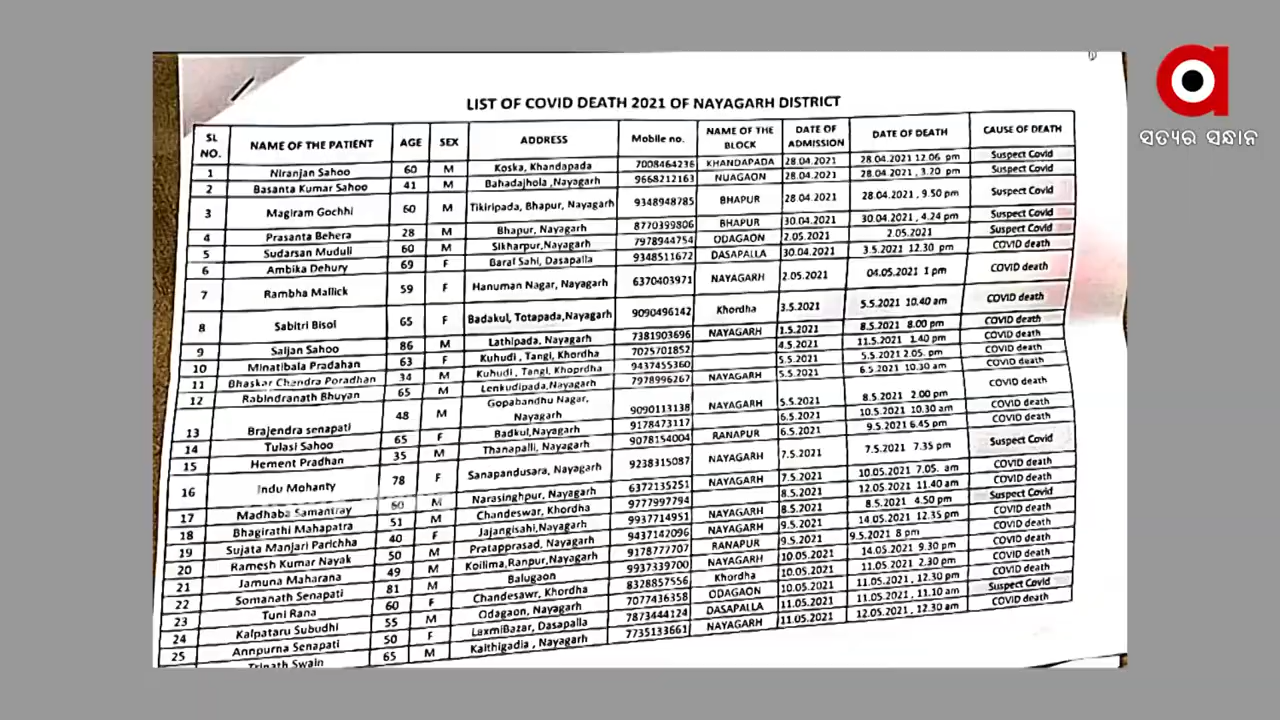 ସତ୍ୟର ସନ୍ଧାନ
LIST OF COVID DEATH 2021 OF NAYAGARH DISTRICT
SL NO. NAME OF THE PATIENT AGE SEX ADDRESS Mobile no. NAME OF THE BLOCK DATE OF ADMISSION DATE OF DEATH CAUSE OF DEATH
1 Niranjan Sahoo 60 M Koska, Khandapada 7008464236 KHANDAPADA 28.04.2021 28.04.2021 12.06 pm Suspect Covid
2 Basanta Kumar Sahoo 41 M Bahadajhola ,Nayagarh 9668212163 NUAGAON 28.04.2021 28.04.2021 , 3.20 pm Suspect Covid
3 Magiram Gochhi 60 M Tikiripada, Bhapur, Nayagarh 9348948785 BHAPUR 28.04.2021 28.04.2021 , 9.50 pm Suspect Covid
4 Prasanta Behera 28 M Bhapur, Nayagarh 8770399806 BHAPUR 30.04.2021 30.04.2021 , 4.24 pm Suspect Covid
5 Sudarsan Muduli 60 M Sikharpur,Nayagarh 7978944754 ODAGAON 2.05.2021 2.05.2021 Suspect Covid
6 Ambika Dehury 69 F Baral Sahi, Dasapalla 9348511672 DASAPALLA 30.04.2021 3.5.2021 12.30 pm COVID death
7 Rambha Mallick 59 F Hanuman Nagar, Nayagarh 6370403971 NAYAGARH 2.05.2021 04.05.2021 1 pm COVID death
8 Sabitri Bisol 65 F Badakul, Totapada,Nayagarh 9090496142 Khordha 3.5.2021 5.5.2021 10.40 am COVID death
9 Saijan Sahoo 86 M Lathipada, Nayagarh 7381903696 NAYAGARH 1.5.2021 8.5.2021 8.00 pm COVID death
10 Minatibala Pradahan 63 F Kuhudi , Tangi, Khordha 7025701852 4.5.2021 11.5.2021 1.40 pm COVID death
11 Bhaskar Chandra Poradhan 34 M Kuhudi , Tangi, Khoprdha 9437455360 5.5.2021 5.5.2021 2.05. pm COVID death
12 Rabindranath Bhuyan 65 M Lenkudipada,Nayagarh 7978996267 NAYAGARH 5.5.2021 6.5.2021 10.30 am COVID death
13 Brajendra senapati 48 M Gopabandhu Nagar, Nayagarh 9090113138 NAYAGARH 5.5.2021 8.5.2021 2.00 pm COVID death
14 Tulasi Sahoo 65 F Badkul,Nayagarh 9178473117 6.5.2021 10.5.2021 10.30 am COVID death
15 Hement Pradhan 35 M Thanapalli, Nayagarh 9078154004 RANAPUR 6.5.2021 9.5.2021 6.45 pm COVID death
16 Indu Mohanty 78 F Sanapandusara, Nayagarh 9238315087 NAYAGARH 7.5.2021 7.5.2021 7.35 pm Suspect Covid
17 Madhaba Samantray 60 M Narasinghpur, Nayagarh 6372135251 NAYAGARH 7.5.2021 10.05.2021 7.05. am COVID death
18 Bhagirathi Mahapatra 51 M Chandeswar, Khordha 9777997794 8.5.2021 12.05.2021 11.40 am COVID death
19 Sujata Manjari Parichha 40 F Jajangisahi,Nayagarh 9937714951 NAYAGARH 8.5.2021 8.5.2021 4.50 pm Suspect Covid
20 Ramesh Kumar Nayak 50 M Pratapprasad, Nayagarh 9437142096 NAYAGARH 9.5.2021 14.05.2021 12.35 pm COVID death
21 Jamuna Maharana 49 M Koilima,Ranpur,Nayagarh 9178777707 RANAPUR 9.5.2021 9.5.2021 8 pm COVID death
22 Somanath Senapati 81 M Balugaon 9937339700 10.05.2021 14.05.2021 9.30 pm COVID death
23 Tuni Rana 60 F Chandesawr, Khordha 8328857556 Khordha 10.05.2021 11.05.2021 2.30 pm COVID death
24 Kalpataru Subudhi 55 M Odagaon, Nayagarh 7077436358 ODAGAON 10.05.2021 11.05.2021, 12.30 pm COVID death
25 Annpurna Senapati 50 F LaxmiBazar, Dasapalla 7873444124 DASAPALLA 11.05.2021 11.05.2021, 11.10 am Suspect Covid
Trinath Swain 65 M Kaithigadia , Nayagarh 7735133661 NAYAGARH 11.05.2021 12.05.2021, 12.30 am COVID death